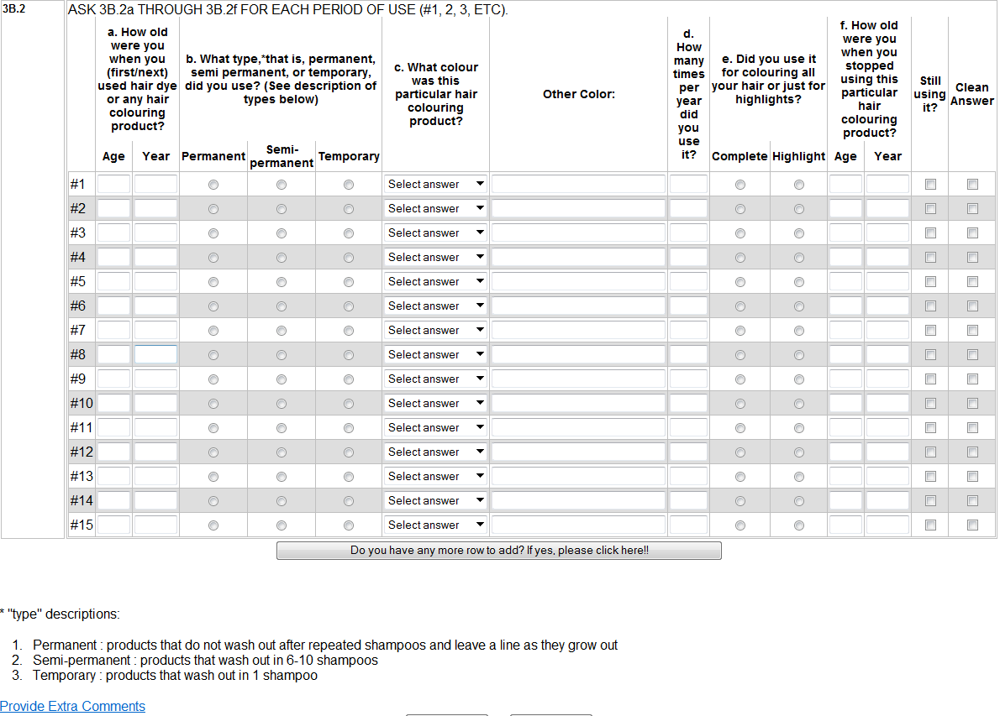 3B.2
ASK 3B.2a THROUGH 3B.2f FOR EACH PERIOD OF USE (#1, 2, 3, ETC).
a. How old
were you
when you
(first/next)
used hair dye
or any hair
colouring
product?
b. What type,*that is, permanent,
semi permanent, or temporary,
did you use? (See description of
types below)
c. What colour
was this
particular hair
colouring
product?
Other Color:
d.
How
many
times
per
year
did
you
use
it?
e. Did you use it
for colouring all
your hair or just for
highlights?
f. How old
were you
when you
stopped
using this
particular
hair
colouring
product?
Still
using
it?
Clean
Answer
Age Year Permanent Semi-
permanent Temporary Complete Highlight Age Year
#1 Select answer
#2 Select answer
#3 Select answer
#4 Select answer
#5 Select answer
#6 Select answer
#7 Select answer
#8 Select answer
#9 Select answer
#10 Select answer
#11 Select answer
#12 Select answer
#13 Select answer
#14 Select answer
#15 Select answer
Do you have any more row to add? If yes, please click here!!
* "type" descriptions:
1. Permanent : products that do not wash out after repeated shampoos and leave a line as they grow out
2. Semi-permanent : products that wash out in 6-10 shampoos
3. Temporary : products that wash out in 1 shampoo
Provide Extra Comments